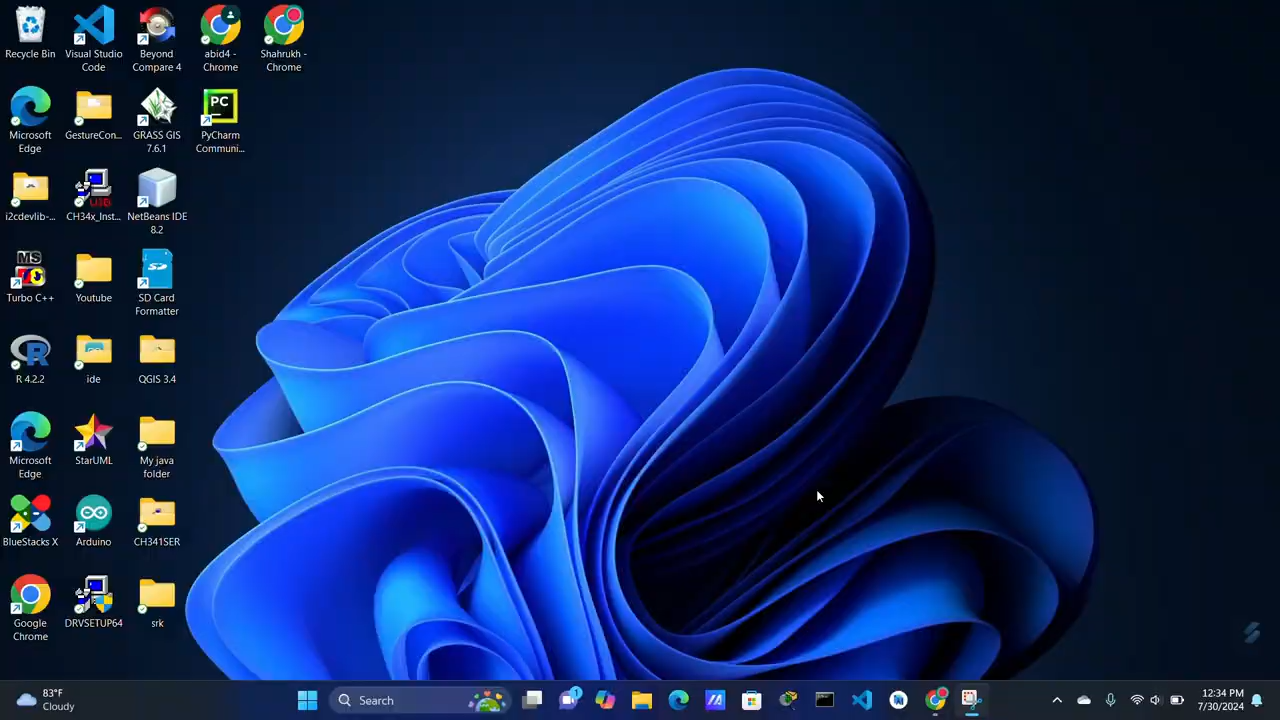 Recycle Bin
Visual Studio
Code
Beyond
Compare 4
abid4 -
Chrome
Shahrukh -
Chrome
Microsoft
Edge
GestureCon...
GRASS GIS
7.6.1
PC
PyCharm
Communi...
i2cdevlib-...
CH34x_Inst...
NetBeans IDE
8.2
MS
Turbo C++
Youtube
SD Card
Formatter
R 4.2.2
ide
QGIS 3.4
Microsoft
Edge
StarUML
My java
folder
BlueStacks X
Arduino
CH341SER
Google
Chrome
DRVSETUP64
srk
83°F
Cloudy
Search
1
12:34 PM
7/30/2024